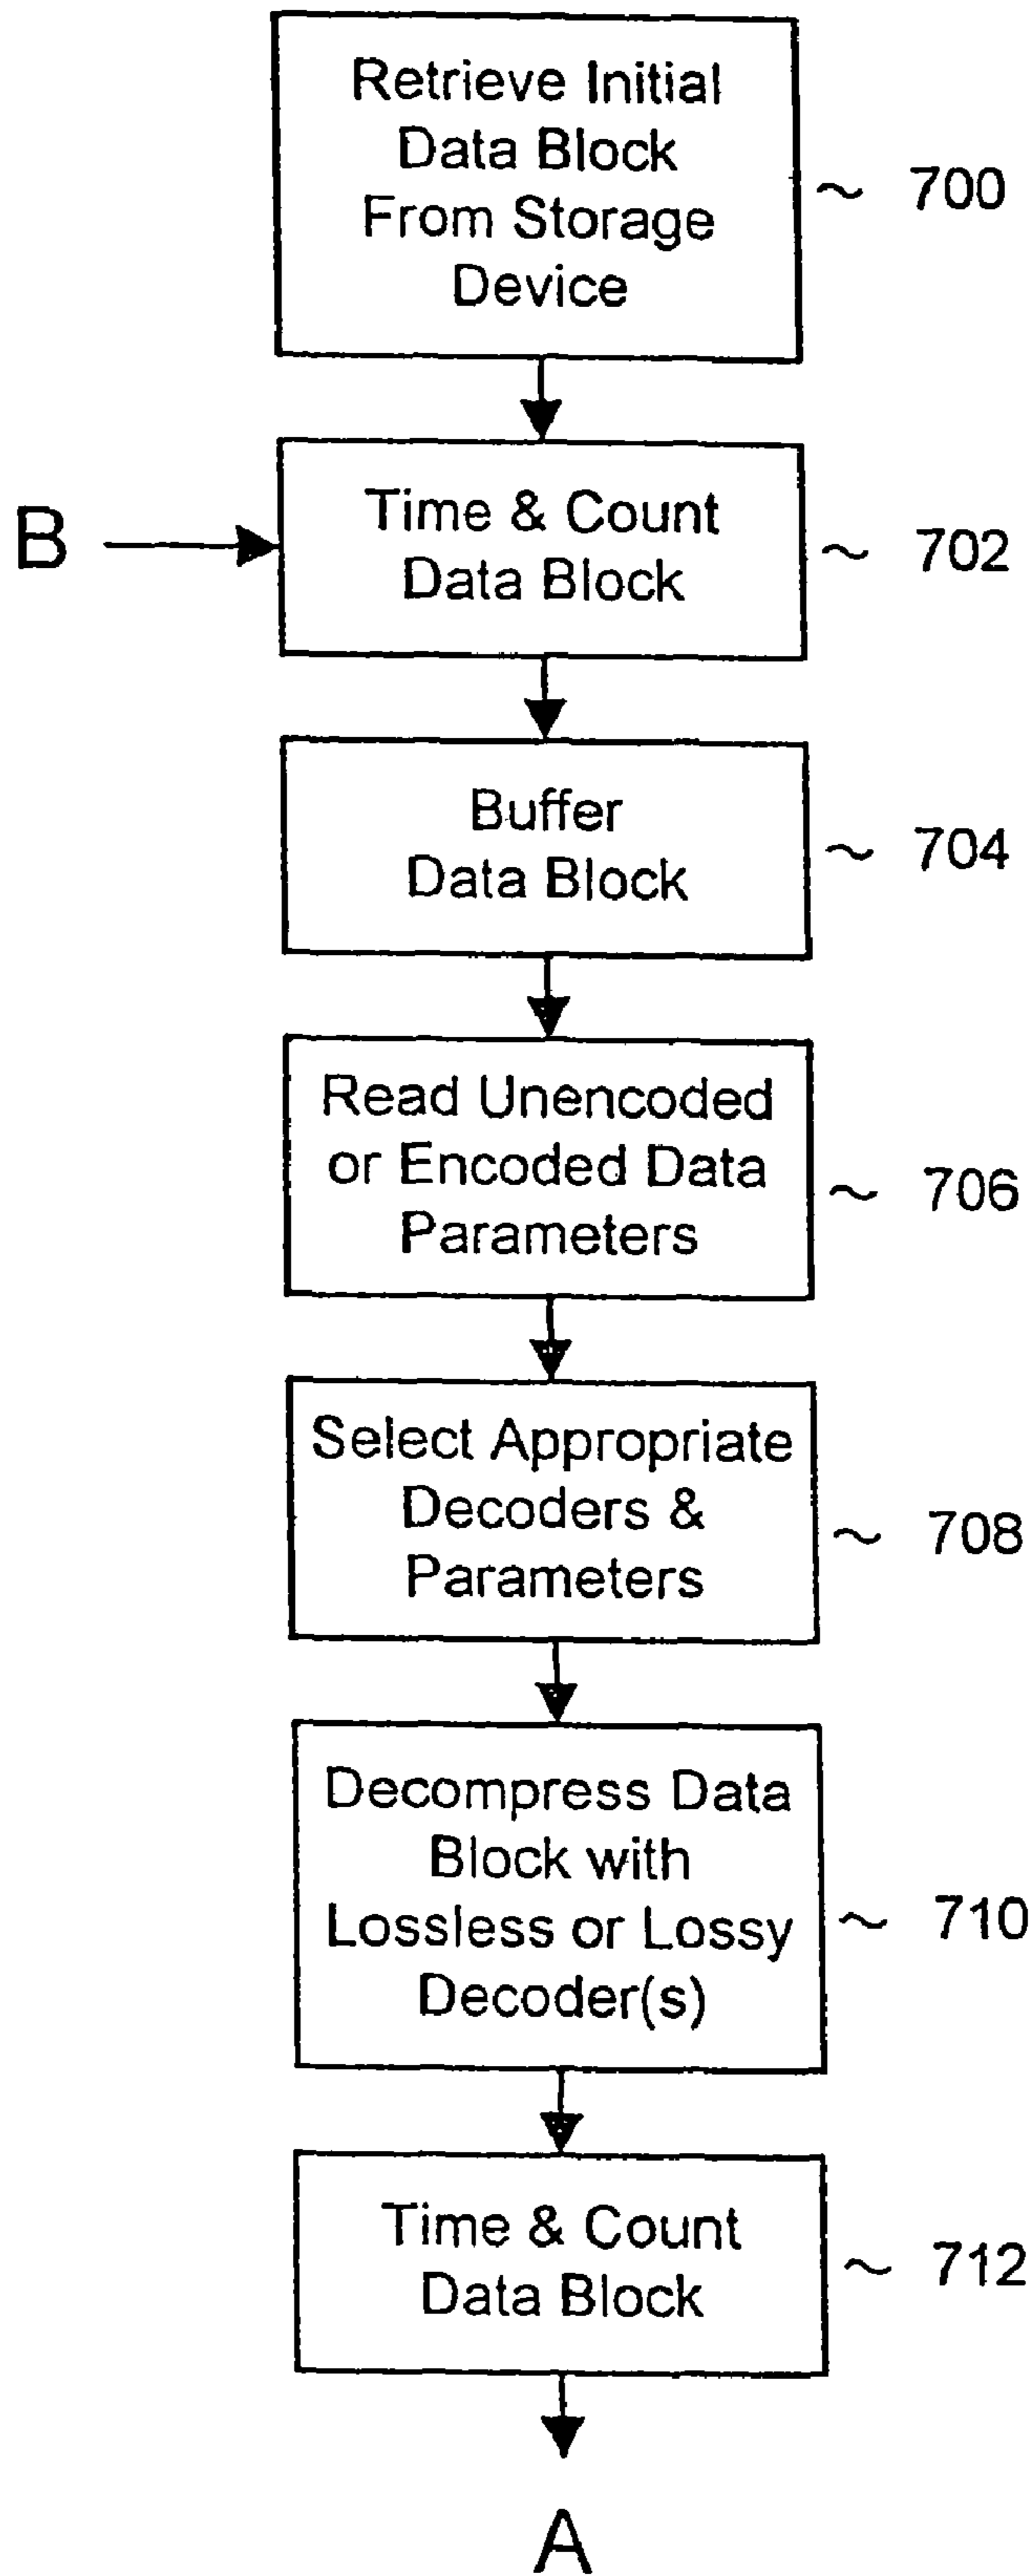 Retrieve Initial
Data Block
From Storage
Device
~ 700
B
Time & Count
Data Block
~ 702
Buffer
Data Block
~ 704
Read Unencoded
or Encoded Data
Parameters
~ 706
Select Appropriate
Decoders &
Parameters
~ 708
Decompress Data
Block with
Lossless or Lossy
Decoder(s)
~ 710
Time & Count
Data Block
~ 712
A